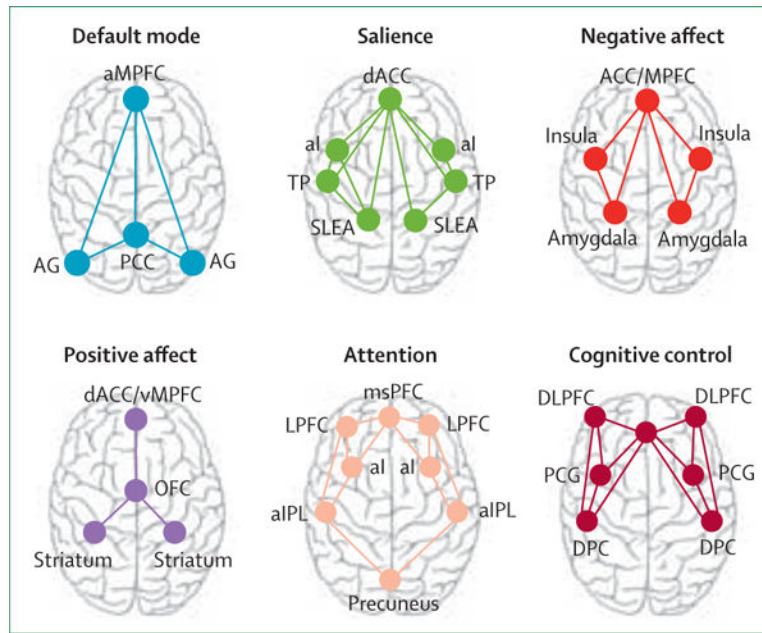 Default mode
aMPFC
AG
PCC
AG
Salience
dACC
aI
aI
TP
TP
SLEA
SLEA
Negative affect
ACC/MPFC
Insula
Insula
Amygdala
Amygdala
Positive affect
dACC/vMPFC
OFC
Striatum
Striatum
Attention
msPFC
LPFC
LPFC
aI
aI
aIPL
aIPL
Precuneus
Cognitive control
DLPFC
DLPFC
PCG
PCG
DPC
DPC